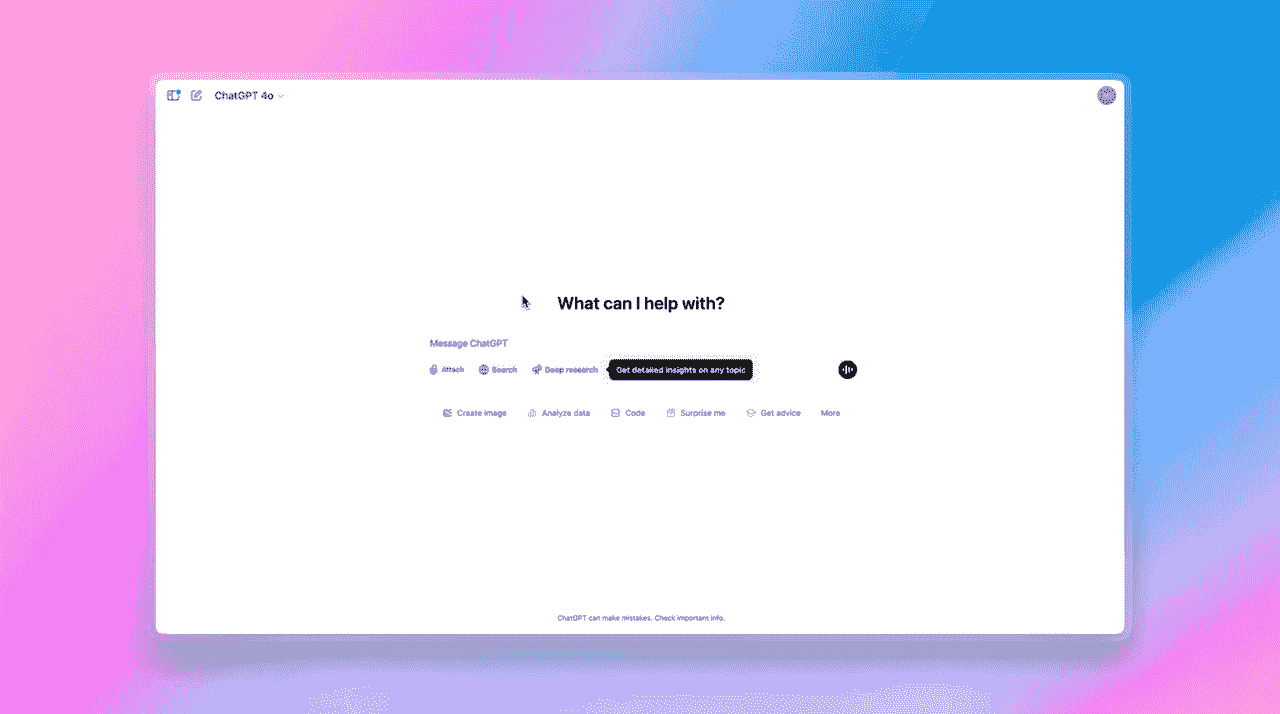 ChatGPT 4o
What can I help with?
Message ChatGPT
Attach Search Deep research Get detailed insights on any topic
Create image Analyze data Code Surprise me Get advice More
ChatGPT can make mistakes. Check important info.